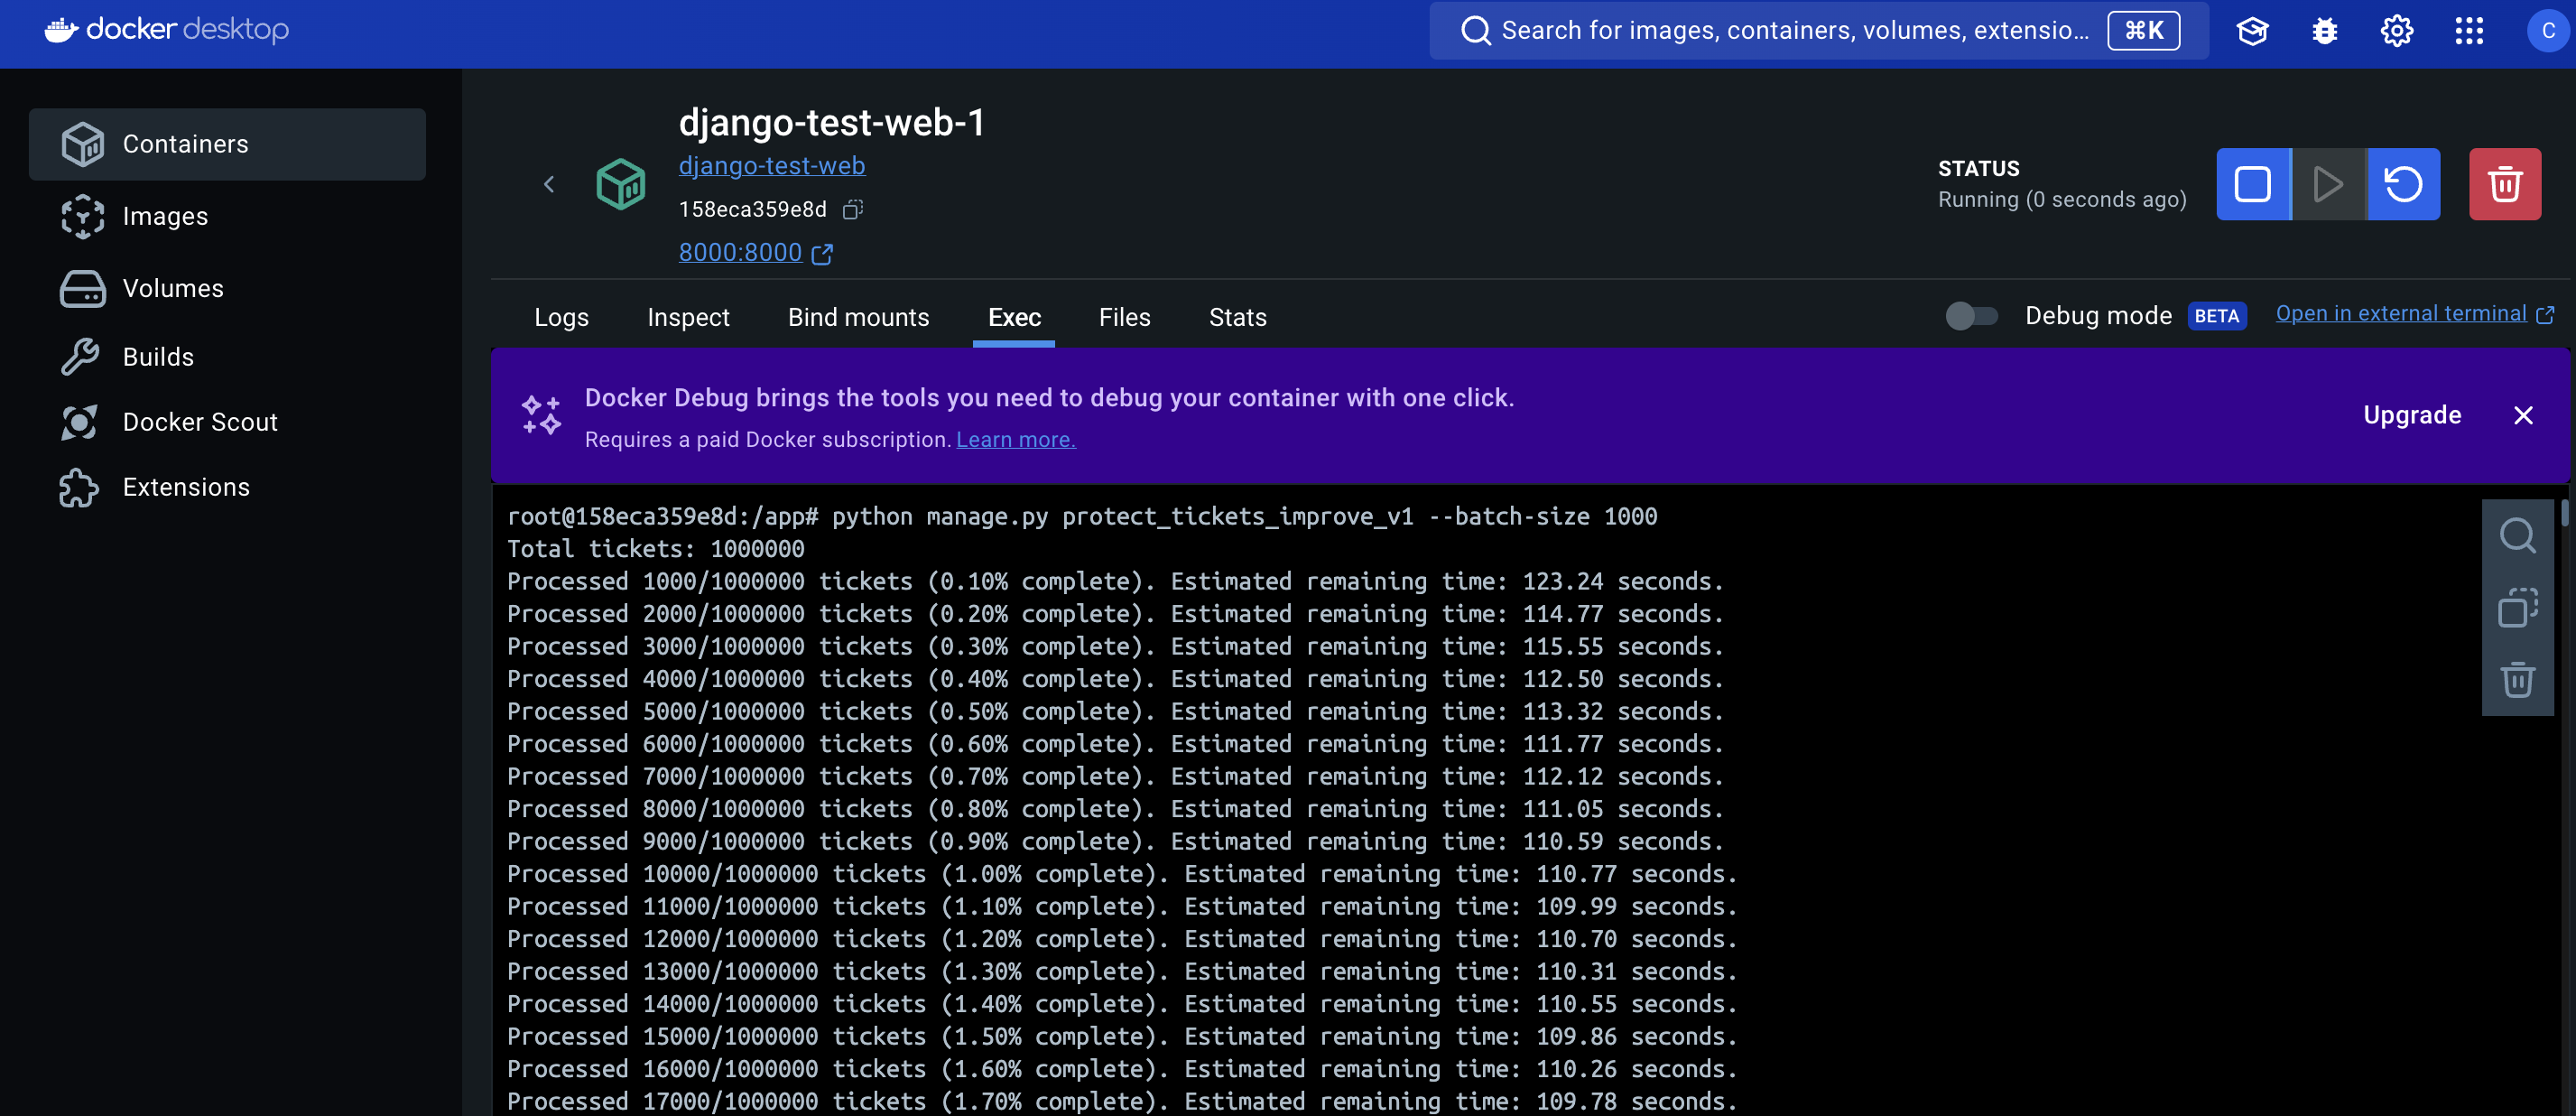 docker desktop
Search for images, containers, volumes, extensio...
⌘K
C
Containers
Images
Volumes
Builds
Docker Scout
Extensions
django-test-web-1
django-test-web
158eca359e8d
8000:8000
STATUS
Running (0 seconds ago)
Logs
Inspect
Bind mounts
Exec
Files
Stats
Debug mode
BETA
Open in external terminal
Docker Debug brings the tools you need to debug your container with one click.
Requires a paid Docker subscription. Learn more.
Upgrade
root@158eca359e8d:/app# python manage.py protect_tickets_improve_v1 --batch-size 1000
Total tickets: 1000000
Processed 1000/1000000 tickets (0.10% complete). Estimated remaining time: 123.24 seconds.
Processed 2000/1000000 tickets (0.20% complete). Estimated remaining time: 114.77 seconds.
Processed 3000/1000000 tickets (0.30% complete). Estimated remaining time: 115.55 seconds.
Processed 4000/1000000 tickets (0.40% complete). Estimated remaining time: 112.50 seconds.
Processed 5000/1000000 tickets (0.50% complete). Estimated remaining time: 113.32 seconds.
Processed 6000/1000000 tickets (0.60% complete). Estimated remaining time: 111.77 seconds.
Processed 7000/1000000 tickets (0.70% complete). Estimated remaining time: 112.12 seconds.
Processed 8000/1000000 tickets (0.80% complete). Estimated remaining time: 111.05 seconds.
Processed 9000/1000000 tickets (0.90% complete). Estimated remaining time: 110.59 seconds.
Processed 10000/1000000 tickets (1.00% complete). Estimated remaining time: 110.77 seconds.
Processed 11000/1000000 tickets (1.10% complete). Estimated remaining time: 109.99 seconds.
Processed 12000/1000000 tickets (1.20% complete). Estimated remaining time: 110.70 seconds.
Processed 13000/1000000 tickets (1.30% complete). Estimated remaining time: 110.31 seconds.
Processed 14000/1000000 tickets (1.40% complete). Estimated remaining time: 110.55 seconds.
Processed 15000/1000000 tickets (1.50% complete). Estimated remaining time: 109.86 seconds.
Processed 16000/1000000 tickets (1.60% complete). Estimated remaining time: 110.26 seconds.
Processed 17000/1000000 tickets (1.70% complete). Estimated remaining time: 109.78 seconds.